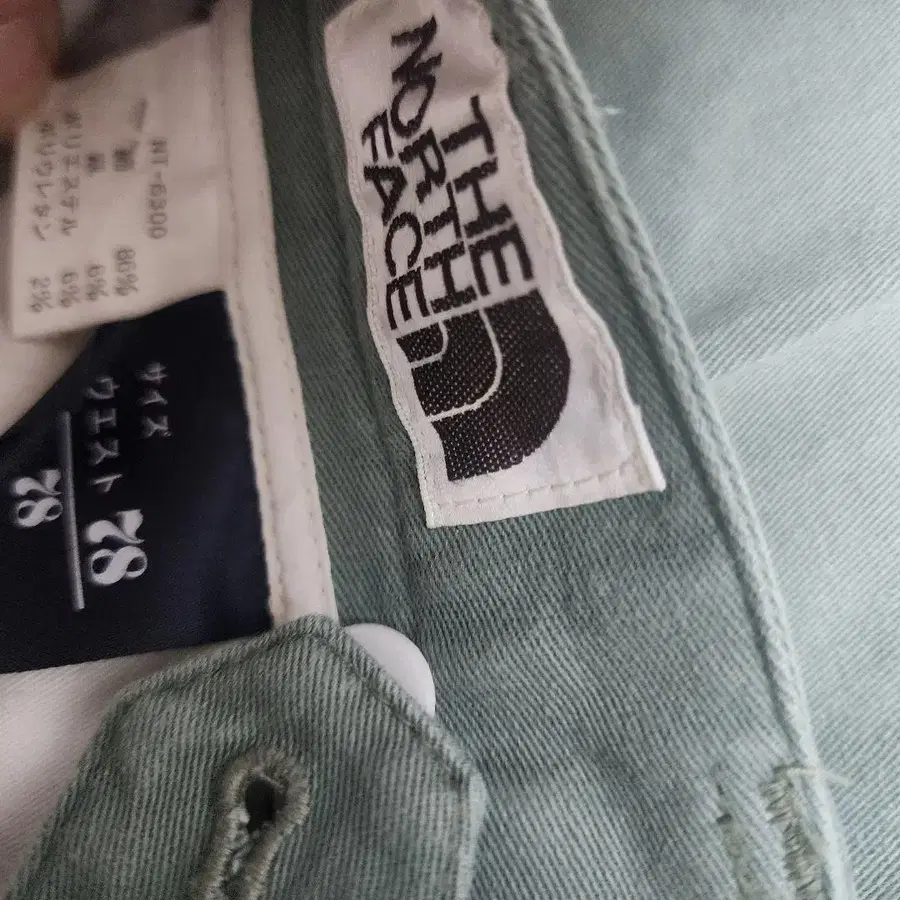 THE
NORTH
FACE
NT-6300
86%
6%
ポリエステル 6%
ポリウレタン 2%
サイズ
ウエスト 28
28